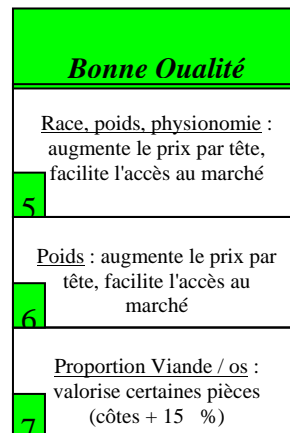 Bonne Oualité
Race, poids, physionomie :
augmente le prix par tête,
facilite l'accès au marché
5
Poids : augmente le prix par
tête, facilite l'accès au
marché
6
Proportion Viande / os :
valorise certaines pièces
(côtes + 15 %)
7